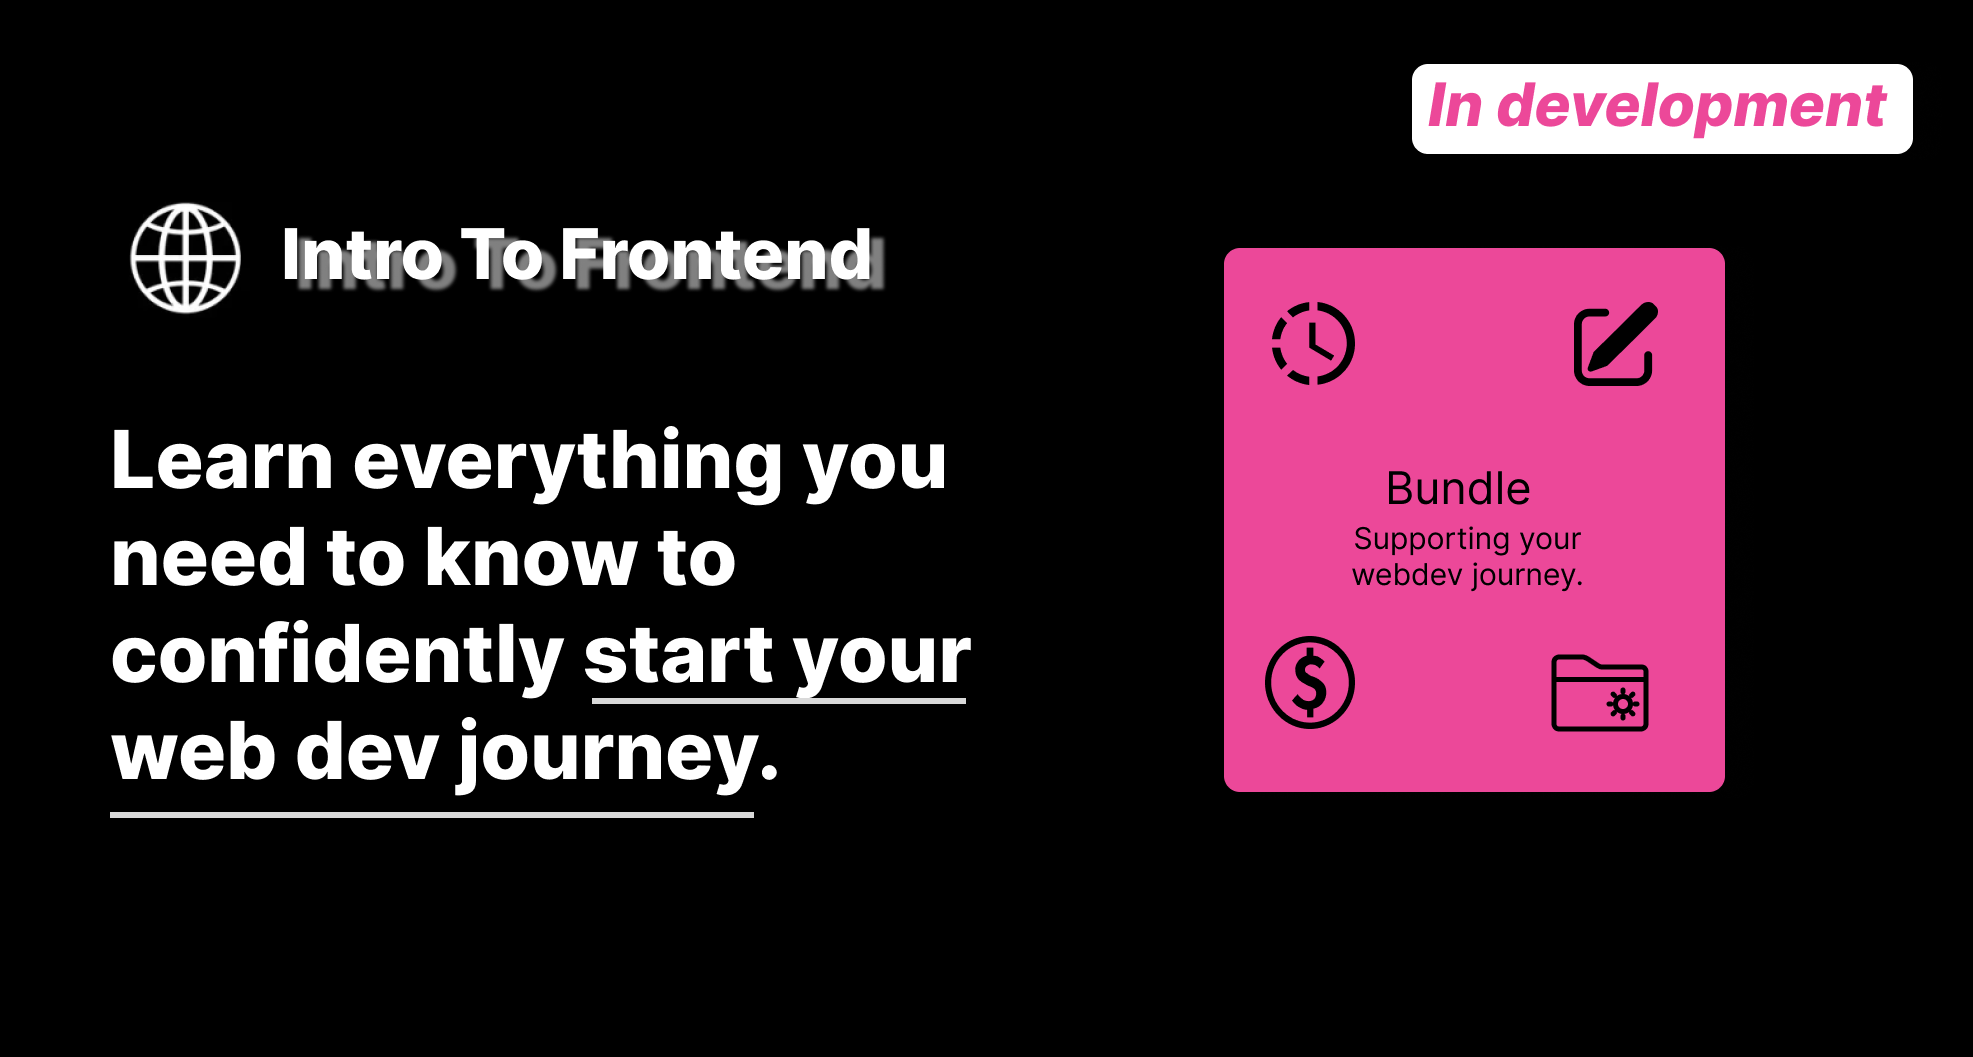 In development
Intro To Frontend
Learn everything you
need to know to
confidently start your
web dev journey.
Bundle
Supporting your
webdev journey.